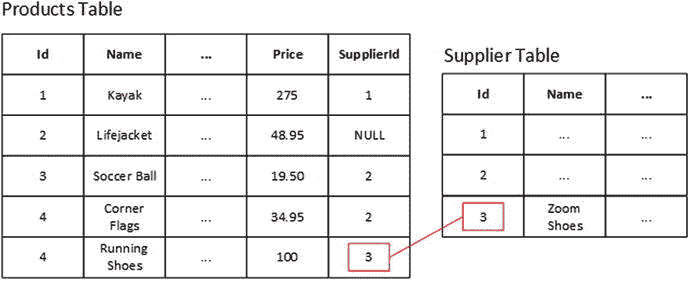 Products Table
Id Name ... Price SupplierId
1 Kayak ... 275 1
2 Lifejacket ... 48.95 NULL
3 Soccer Ball ... 19.50 2
4 Corner Flags ... 34.95 2
4 Running Shoes ... 100 3
Supplier Table
Id Name ...
1 ... ...
2 ... ...
3 Zoom Shoes ...